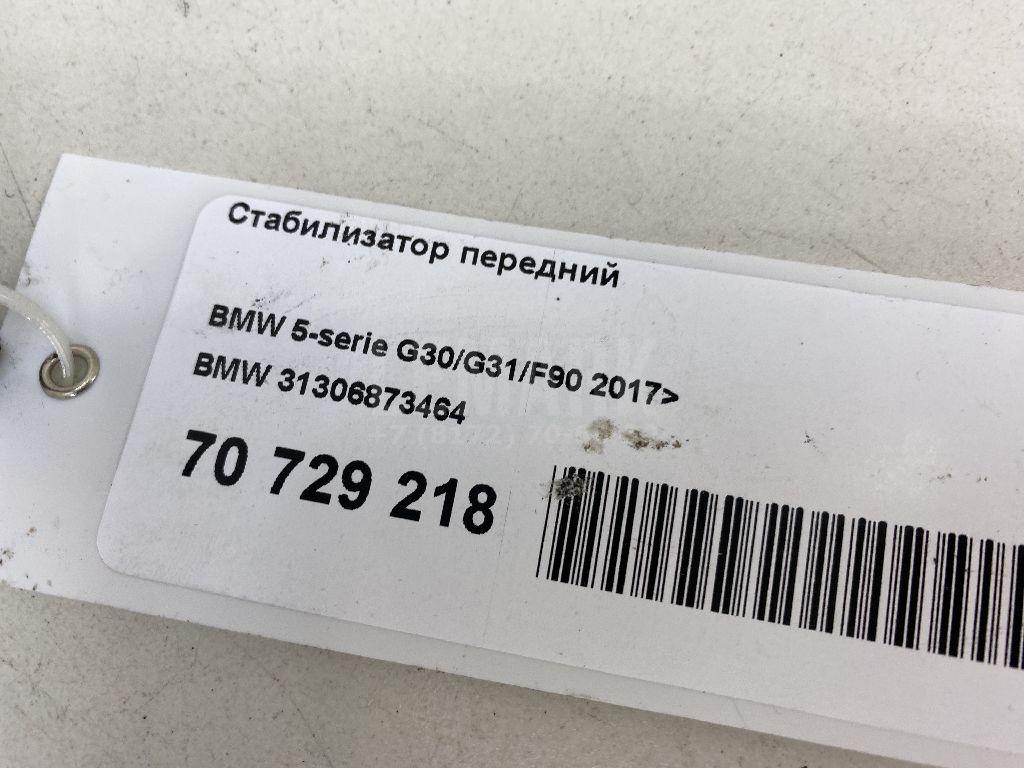 Стабилизатор передний
BMW 5-serie G30/G31/F90 2017>
BMW 31306873464
70 729 218